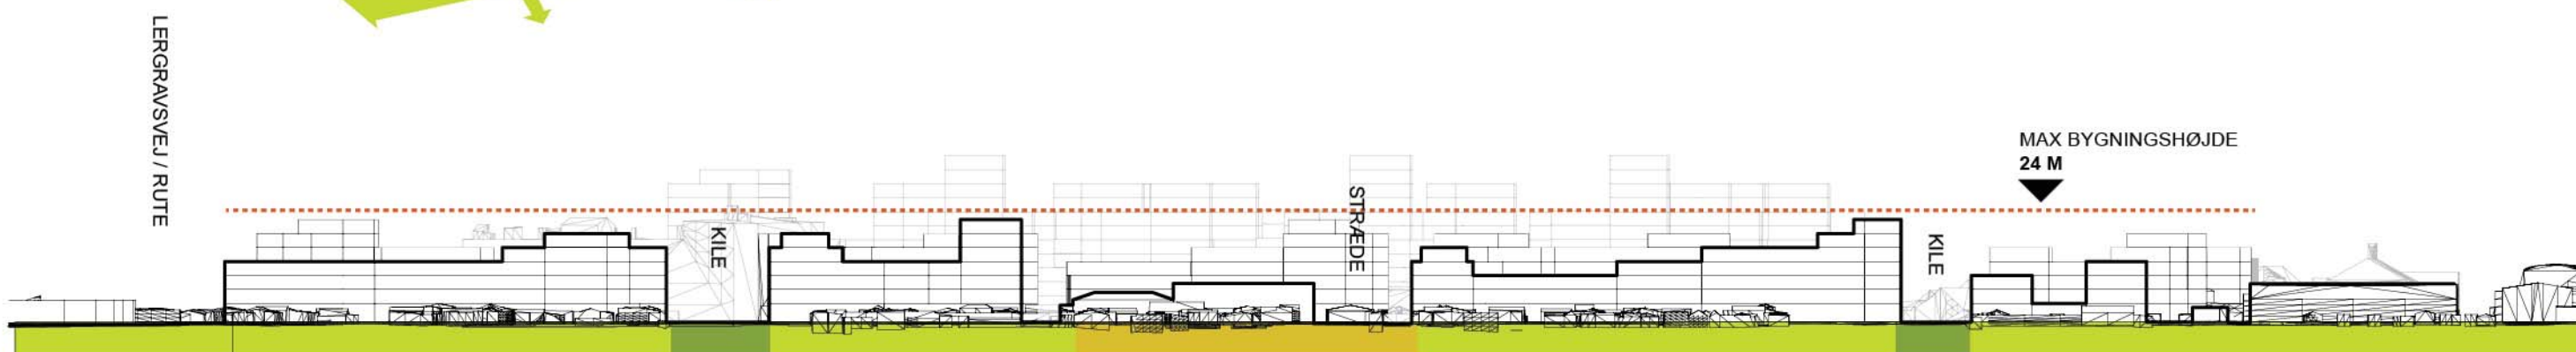 LERGRAVSVEJ / RUTE
KILE
STRÆDE
KILE
MAX BYGNINGSHØJDE
24 M